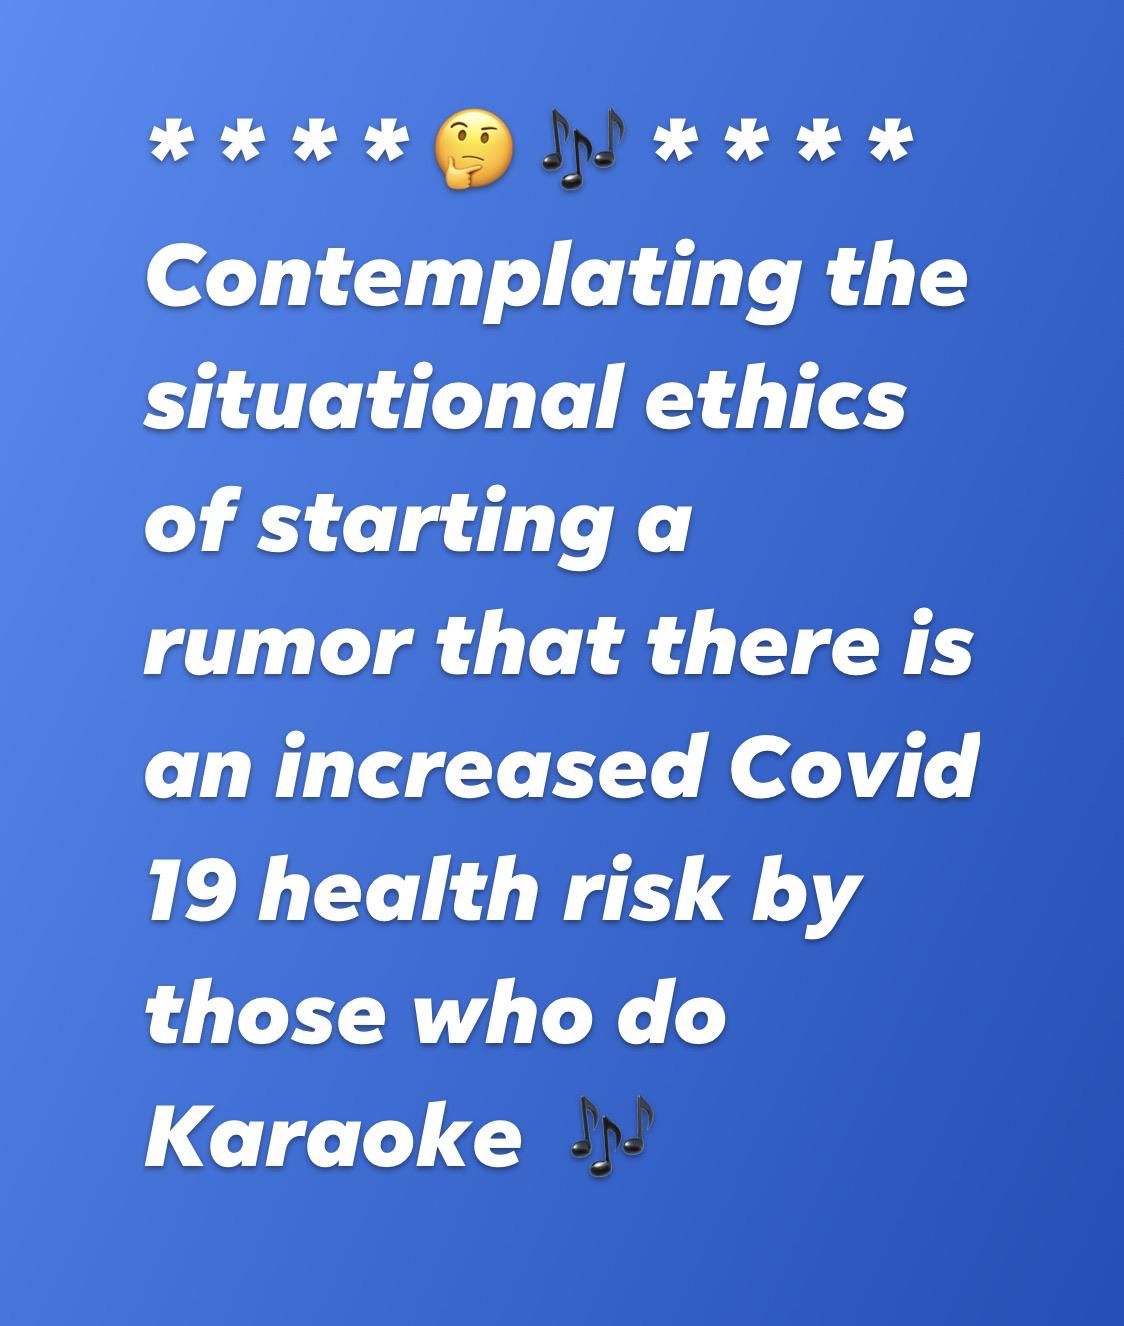 * * * * 🤔 🎶 * * * *
Contemplating the
situational ethics
of starting a
rumor that there is
an increased Covid
19 health risk by
those who do
Karaoke 🎶